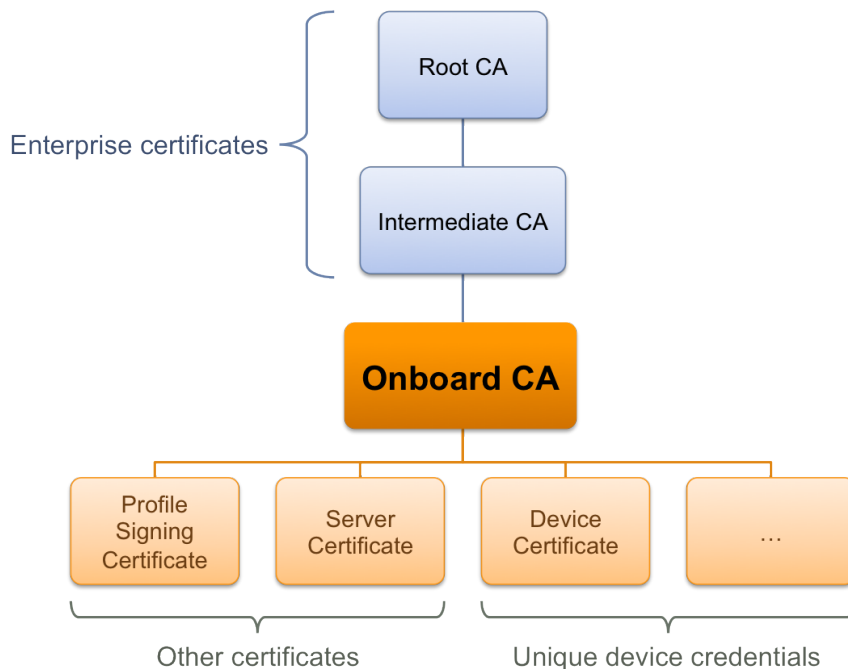 Root CA
Enterprise certificates
Intermediate CA
Onboard CA
Profile
Signing
Certificate
Server
Certificate
Device
Certificate
...
Other certificates
Unique device credentials